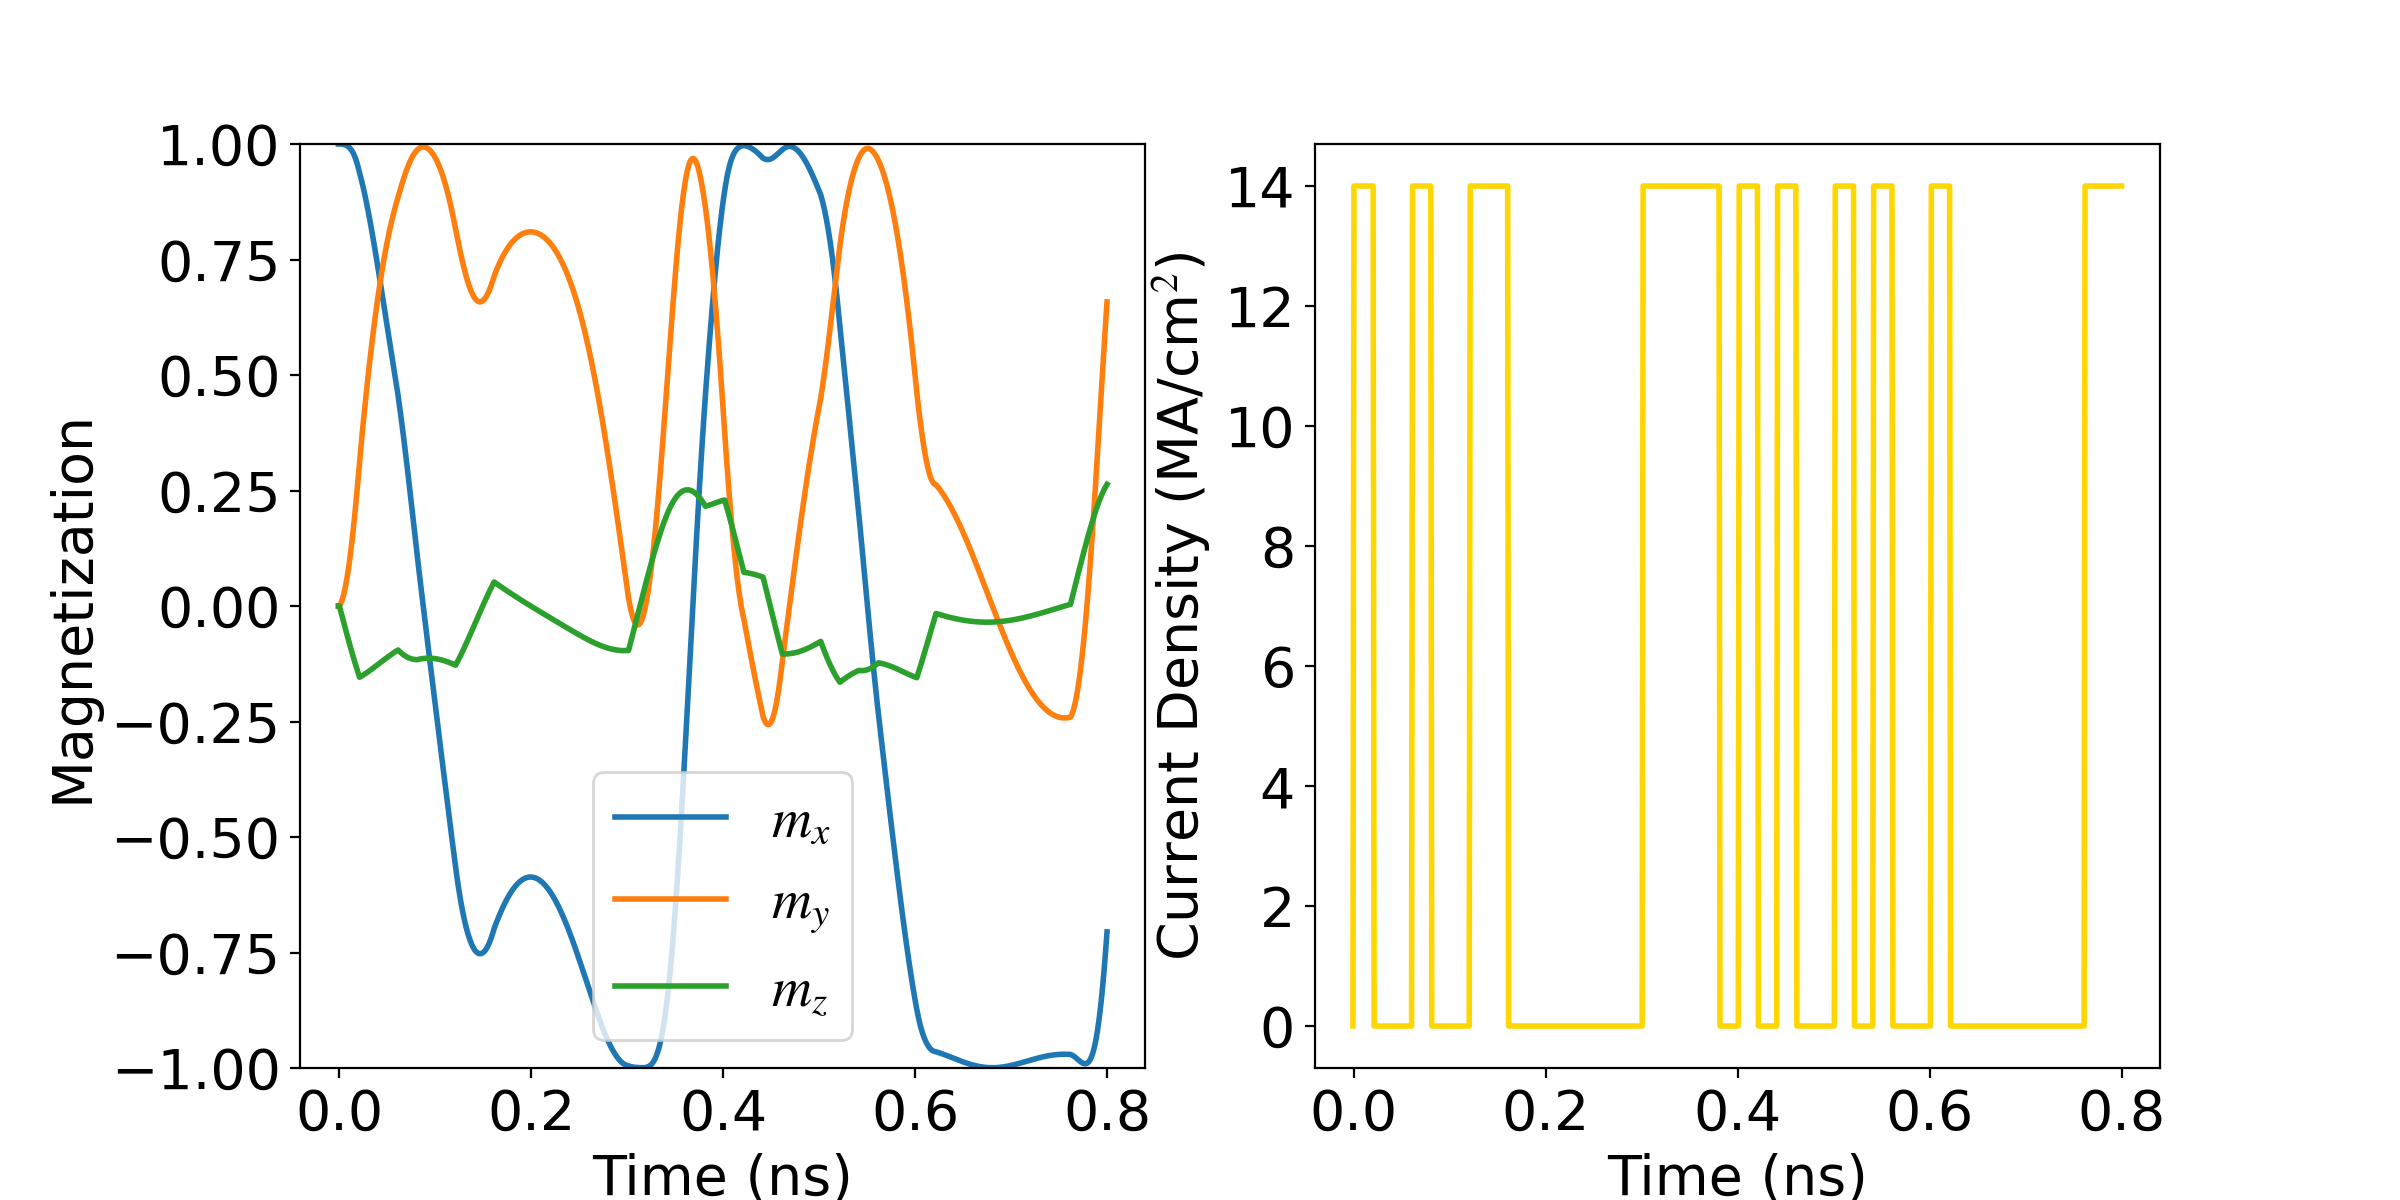 Magnetization
1.00
0.75
0.50
0.25
0.00
−0.25
−0.50
−0.75
−1.00
0.0 0.2 0.4 0.6 0.8
Time (ns)
m_x
m_y
m_z
Current Density (MA/cm²)
14
12
10
8
6
4
2
0
0.0 0.2 0.4 0.6 0.8
Time (ns)